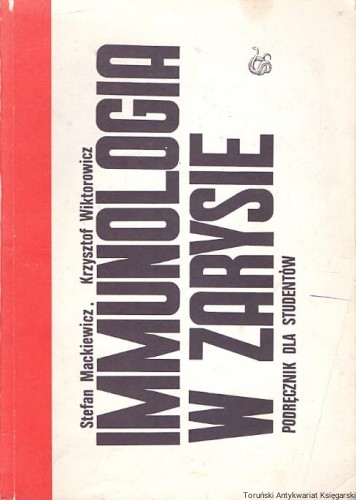 Stefan Mackiewicz. Krzysztof Wiktorowicz
IMMUNOLOGIA
W ZARYSIE
PODRĘCZNIK DLA STUDENTÓW
Toruński Antykwariat Księgarski